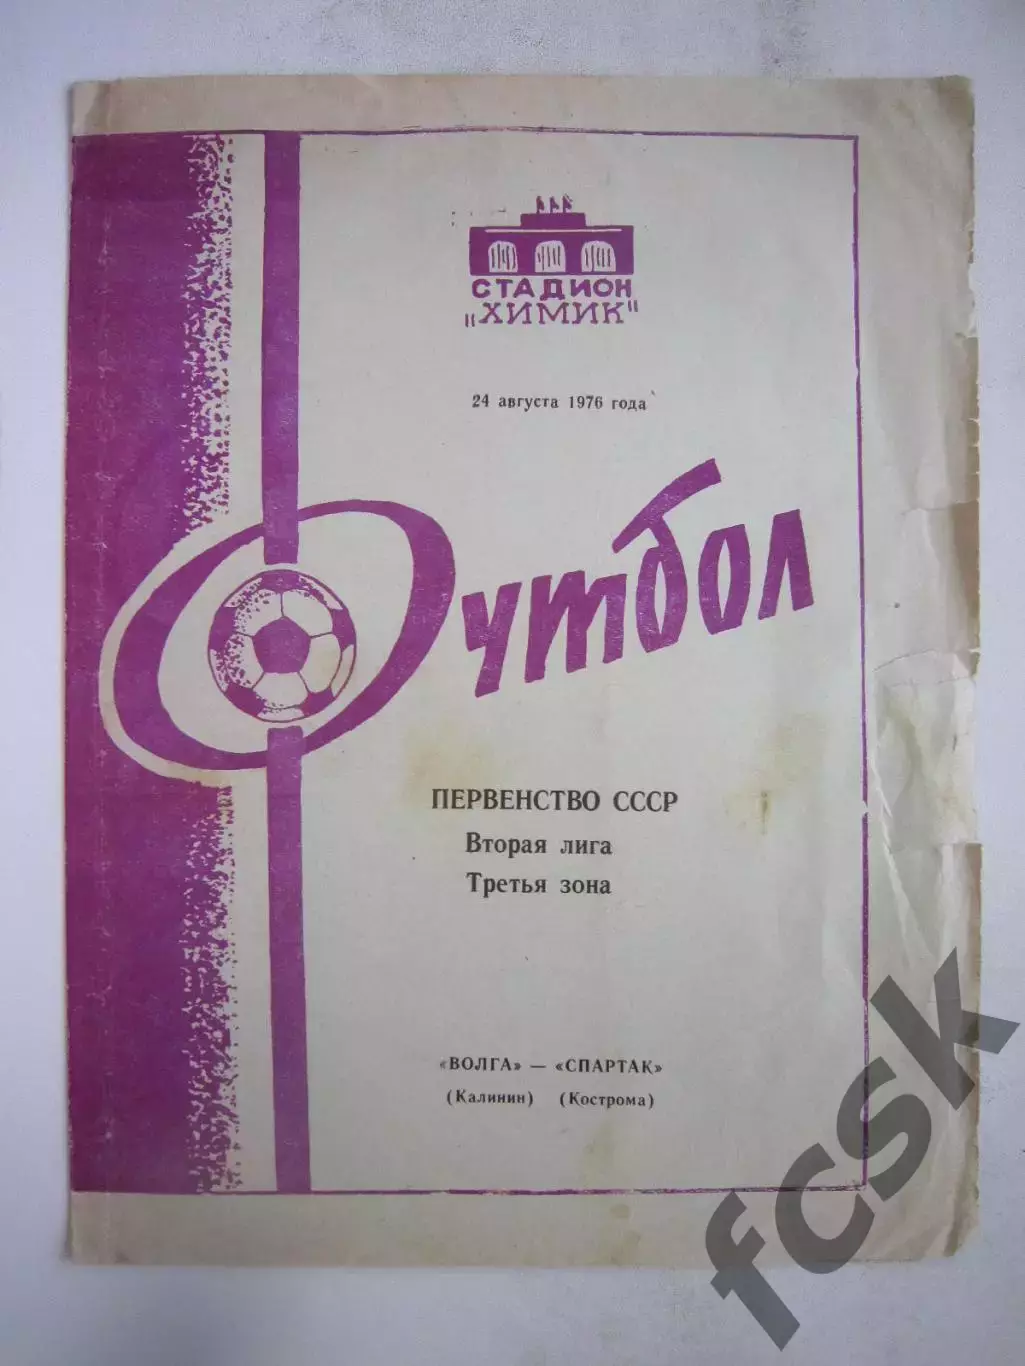 СТАДИОН
"ХИМИК"
24 августа 1976 года
Футбол
ПЕРВЕНСТВО СССР
Вторая лига
Третья зона
«ВОЛГА» — «СПАРТАК»
(Калинин) (Кострома)
fcsk